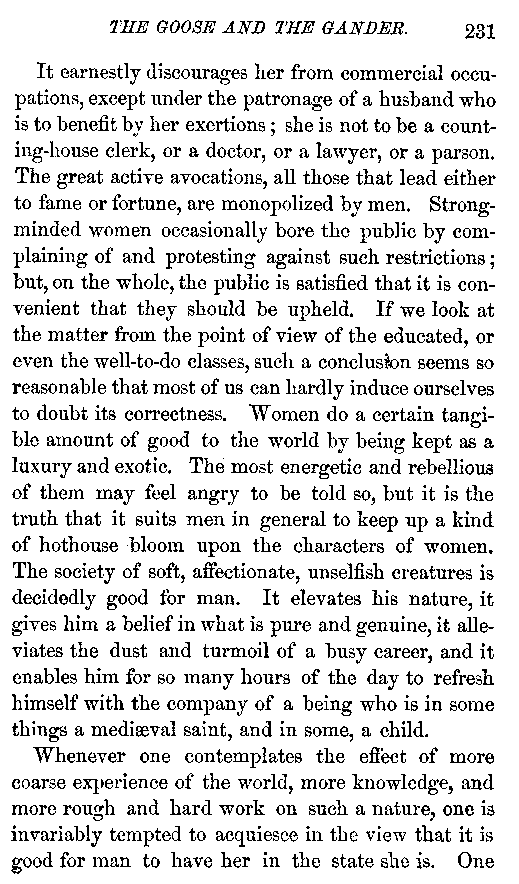 THE GOOSE AND THE GANDER. 231
It earnestly discourages her from commercial occu-
pations, except under the patronage of a husband who
is to benefit by her exertions; she is not to be a count-
ing-house clerk, or a doctor, or a lawyer, or a parson.
The great active avocations, all those that lead either
to fame or fortune, are monopolized by men. Strong-
minded women occasionally bore the public by com-
plaining of and protesting against such restrictions;
but, on the whole, the public is satisfied that it is con-
venient that they should be upheld. If we look at
the matter from the point of view of the educated, or
even the well-to-do classes, such a conclusion seems so
reasonable that most of us can hardly induce ourselves
to doubt its correctness. Women do a certain tangi-
ble amount of good to the world by being kept as a
luxury and exotic. The most energetic and rebellious
of them may feel angry to be told so, but it is the
truth that it suits men in general to keep up a kind
of hothouse bloom upon the characters of women.
The society of soft, affectionate, unselfish creatures is
decidedly good for man. It elevates his nature, it
gives him a belief in what is pure and genuine, it alle-
viates the dust and turmoil of a busy career, and it
enables him for so many hours of the day to refresh
himself with the company of a being who is in some
things a mediæval saint, and in some, a child.
Whenever one contemplates the effect of more
coarse experience of the world, more knowledge, and
more rough and hard work on such a nature, one is
invariably tempted to acquiesce in the view that it is
good for man to have her in the state she is. One